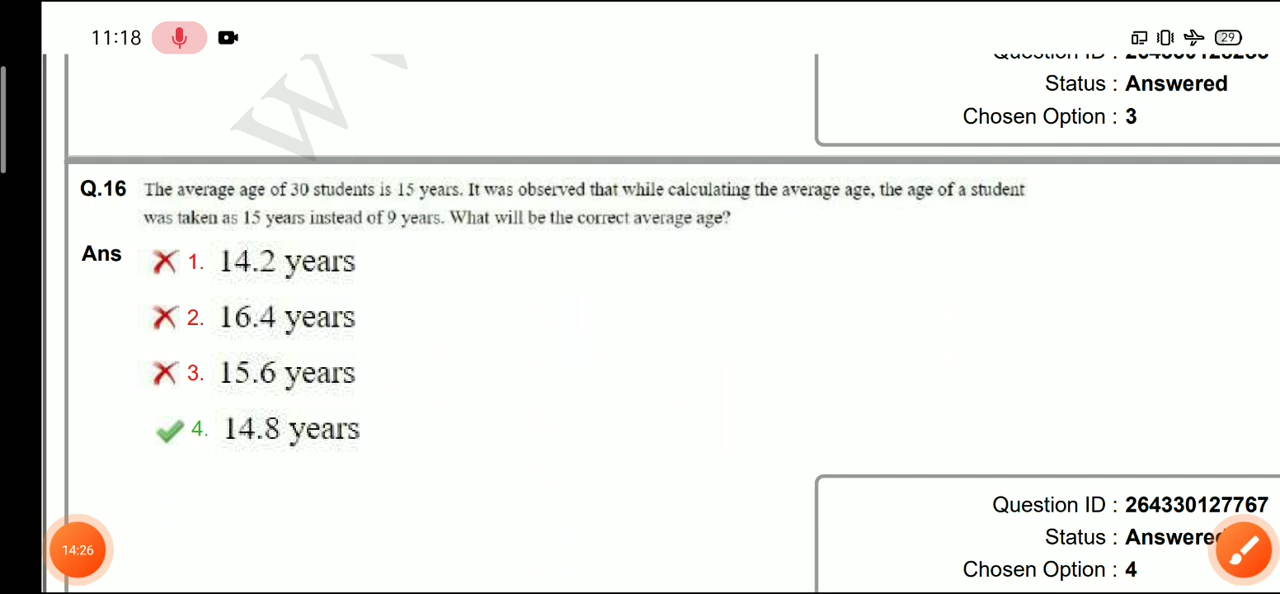 11:18
29
Status : Answered
Chosen Option : 3
Q.16 The average age of 30 students is 15 years. It was observed that while calculating the average age, the age of a student
was taken as 15 years instead of 9 years. What will be the correct average age?
Ans
1. 14.2 years
2. 16.4 years
3. 15.6 years
4. 14.8 years
Question ID : 264330127767
Status : Answered
Chosen Option : 4
14:26